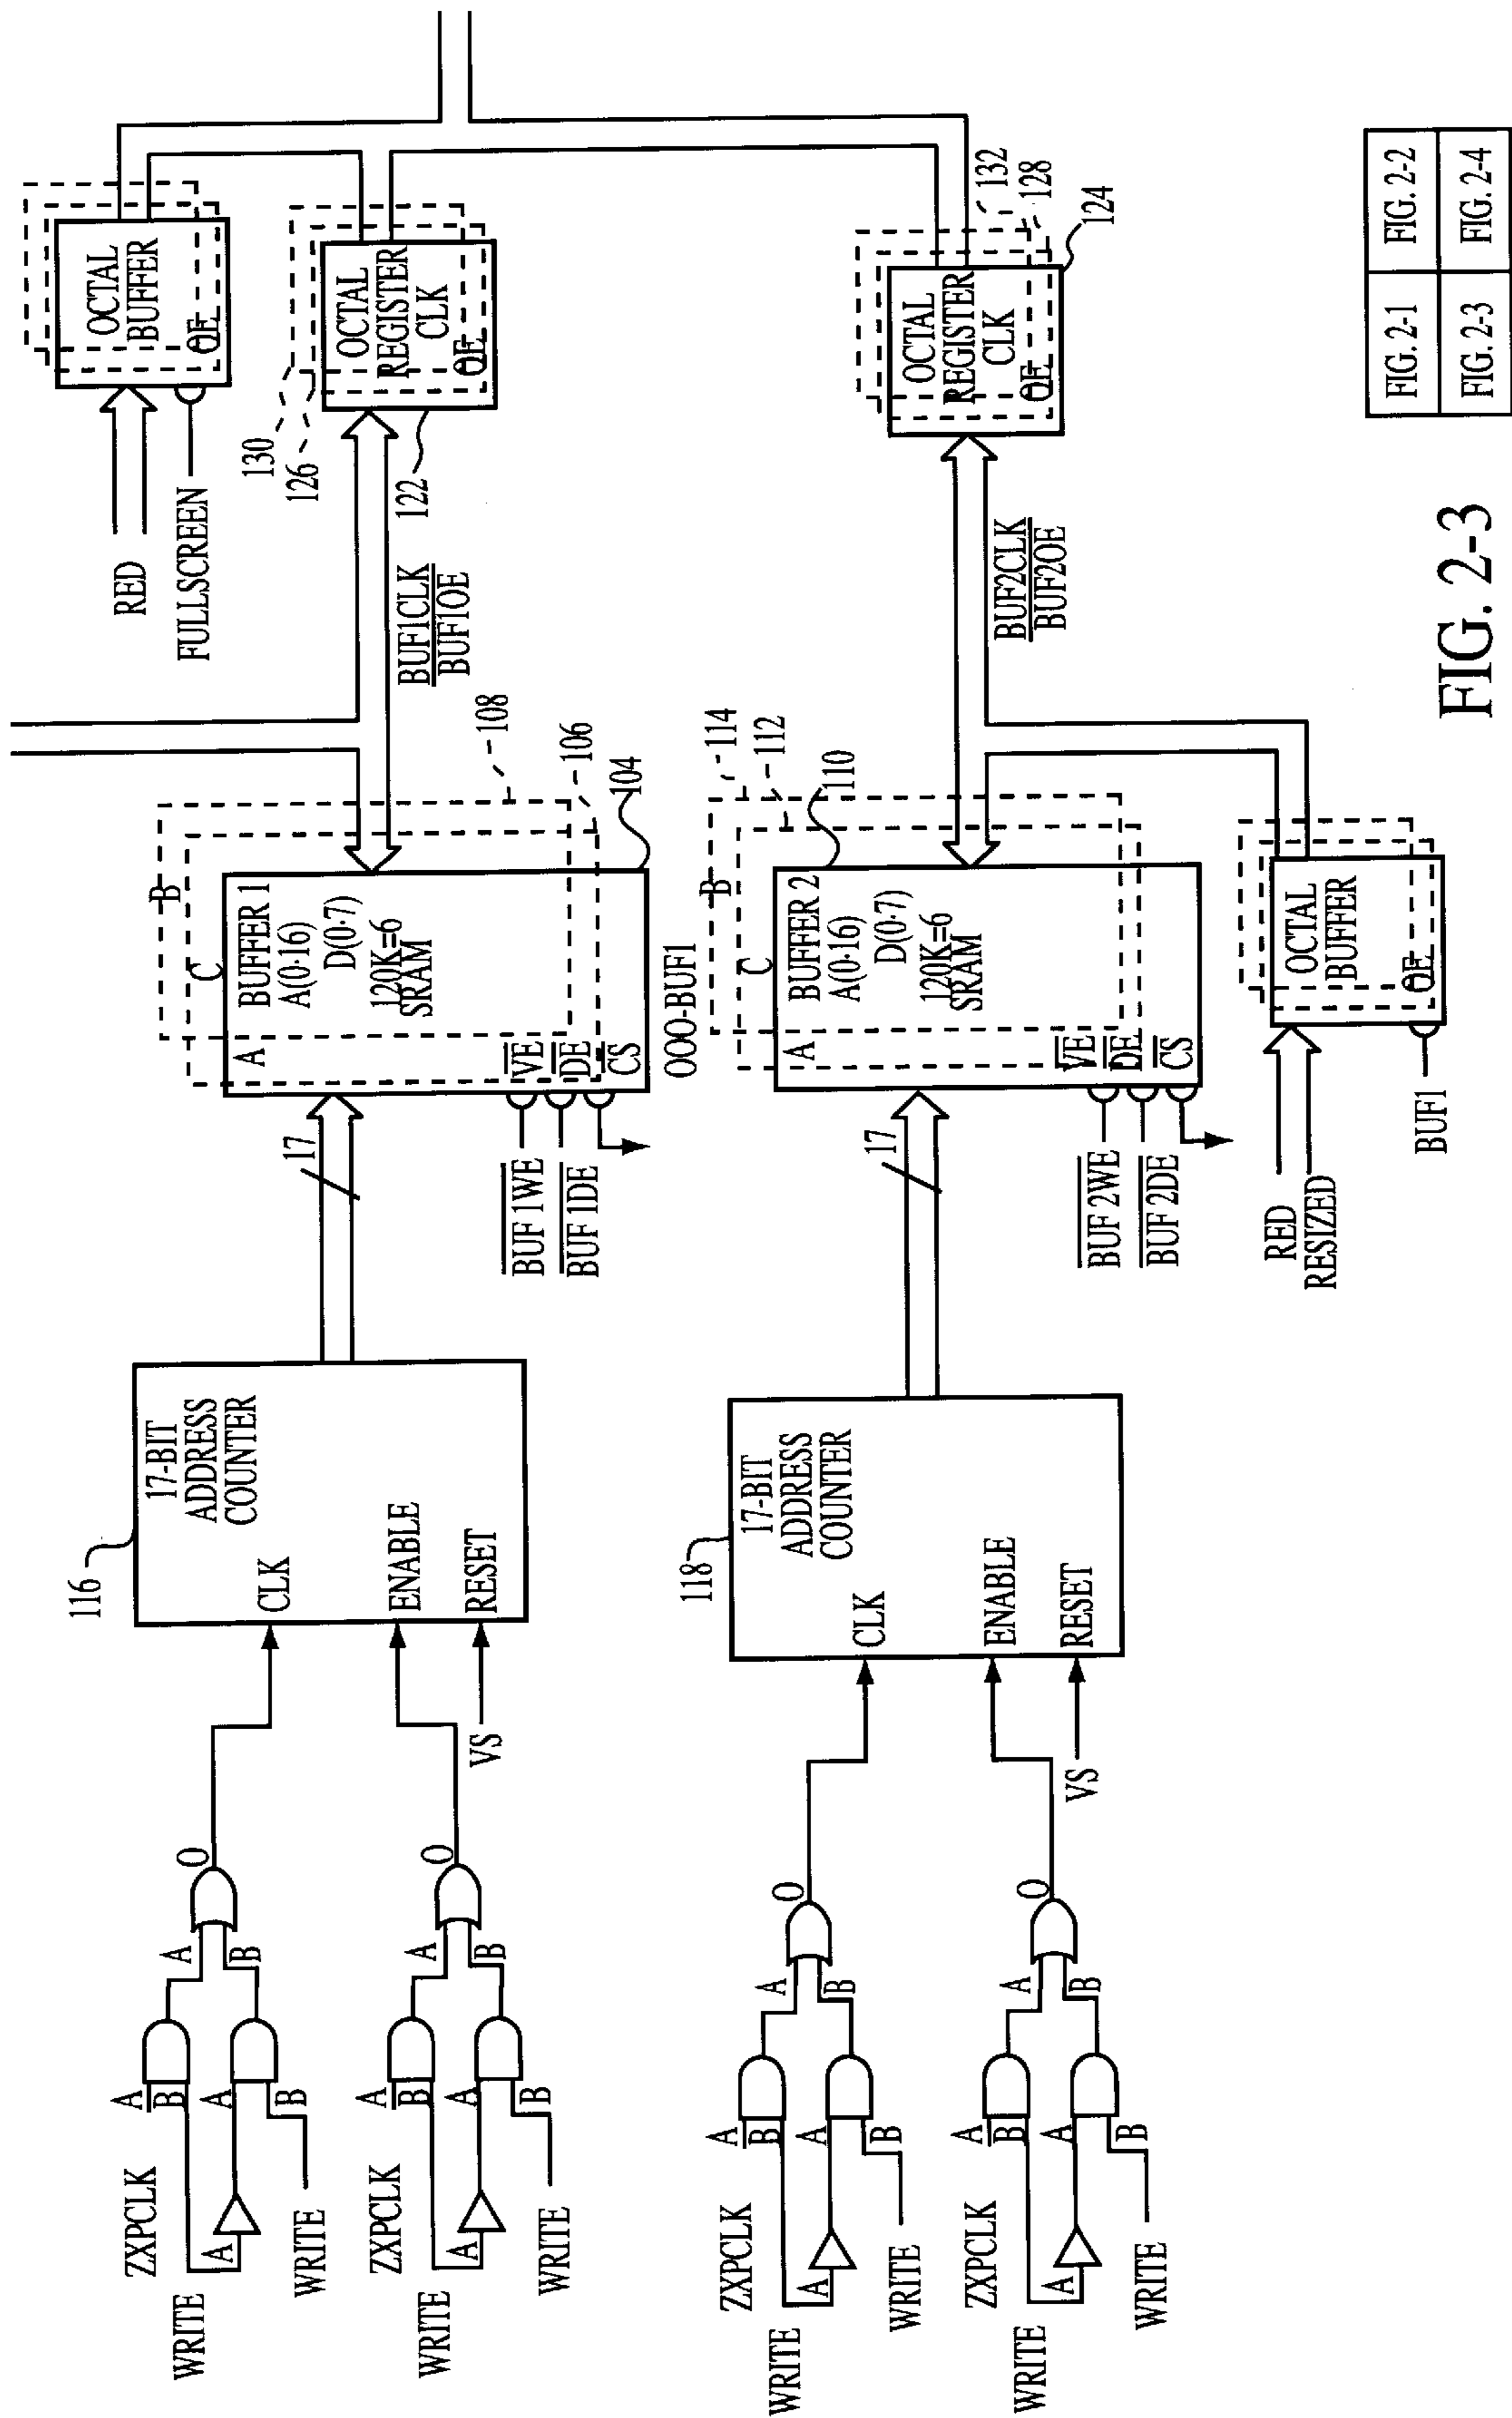 116
17-BIT
ADDRESS
COUNTER
CLK
ENABLE
RESET
VS
ZXPCLK
WRITE
WRITE
A
B
A
B
A
A
B
O
ZXPCLK
WRITE
WRITE
A
B
A
B
A
A
B
O
17
A
B
C
BUFFER 1
A(0·16)
D(0·7)
120K=6
SRAM
VE
DE
CS
BUF 1WE
BUF 1DE
OOO-BUF1
108
106
104
BUF1CLK
BUF1OE
RED
FULLSCREEN
OCTAL
BUFFER
OE
130
126
122
OCTAL
REGISTER
CLK
OE
118
17-BIT
ADDRESS
COUNTER
CLK
ENABLE
RESET
VS
ZXPCLK
WRITE
WRITE
A
B
A
B
A
A
B
O
ZXPCLK
WRITE
WRITE
A
B
A
B
A
A
B
O
17
A
B
C
BUFFER 2
A(0·16)
D(0·7)
120K=6
SRAM
VE
DE
CS
BUF 2WE
BUF 2DE
114
112
110
BUF2CLK
BUF2OE
OCTAL
REGISTER
CLK
OE
132
128
124
RED
RESIZED
BUF1
OCTAL
BUFFER
OE
FIG. 2-3
FIG. 2-1 FIG. 2-2
FIG. 2-3 FIG. 2-4